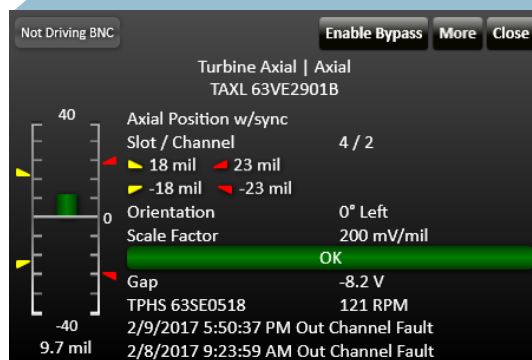 Not Driving BNC Enable Bypass More Close
Turbine Axial | Axial
TAXL 63VE2901B
40
Axial Position w/sync
Slot / Channel 4 / 2
18 mil 23 mil
-18 mil -23 mil
0
Orientation 0° Left
Scale Factor 200 mV/mil
OK
Gap -8.2 V
TPHS 63SE0518 121 RPM
-40
2/9/2017 5:50:37 PM Out Channel Fault
9.7 mil
2/8/2017 9:23:59 AM Out Channel Fault